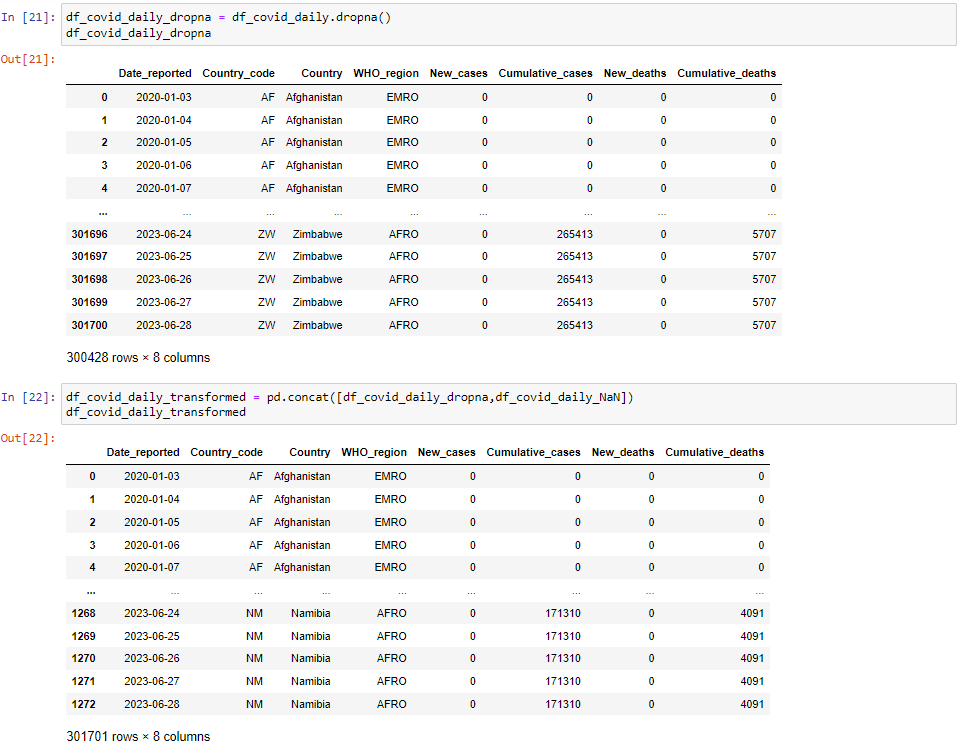 In [21]: df_covid_daily_dropna = df_covid_daily.dropna()
df_covid_daily_dropna
Out[21]:
Date_reported Country_code Country WHO_region New_cases Cumulative_cases New_deaths Cumulative_deaths
0 2020-01-03 AF Afghanistan EMRO 0 0 0 0
1 2020-01-04 AF Afghanistan EMRO 0 0 0 0
2 2020-01-05 AF Afghanistan EMRO 0 0 0 0
3 2020-01-06 AF Afghanistan EMRO 0 0 0 0
4 2020-01-07 AF Afghanistan EMRO 0 0 0 0
... ... ... ... ... ... ... ... ...
301696 2023-06-24 ZW Zimbabwe AFRO 0 265413 0 5707
301697 2023-06-25 ZW Zimbabwe AFRO 0 265413 0 5707
301698 2023-06-26 ZW Zimbabwe AFRO 0 265413 0 5707
301699 2023-06-27 ZW Zimbabwe AFRO 0 265413 0 5707
301700 2023-06-28 ZW Zimbabwe AFRO 0 265413 0 5707
300428 rows × 8 columns
In [22]: df_covid_daily_transformed = pd.concat([df_covid_daily_dropna,df_covid_daily_NaN])
df_covid_daily_transformed
Out[22]:
Date_reported Country_code Country WHO_region New_cases Cumulative_cases New_deaths Cumulative_deaths
0 2020-01-03 AF Afghanistan EMRO 0 0 0 0
1 2020-01-04 AF Afghanistan EMRO 0 0 0 0
2 2020-01-05 AF Afghanistan EMRO 0 0 0 0
3 2020-01-06 AF Afghanistan EMRO 0 0 0 0
4 2020-01-07 AF Afghanistan EMRO 0 0 0 0
... ... ... ... ... ... ... ... ...
1268 2023-06-24 NM Namibia AFRO 0 171310 0 4091
1269 2023-06-25 NM Namibia AFRO 0 171310 0 4091
1270 2023-06-26 NM Namibia AFRO 0 171310 0 4091
1271 2023-06-27 NM Namibia AFRO 0 171310 0 4091
1272 2023-06-28 NM Namibia AFRO 0 171310 0 4091
301701 rows × 8 columns